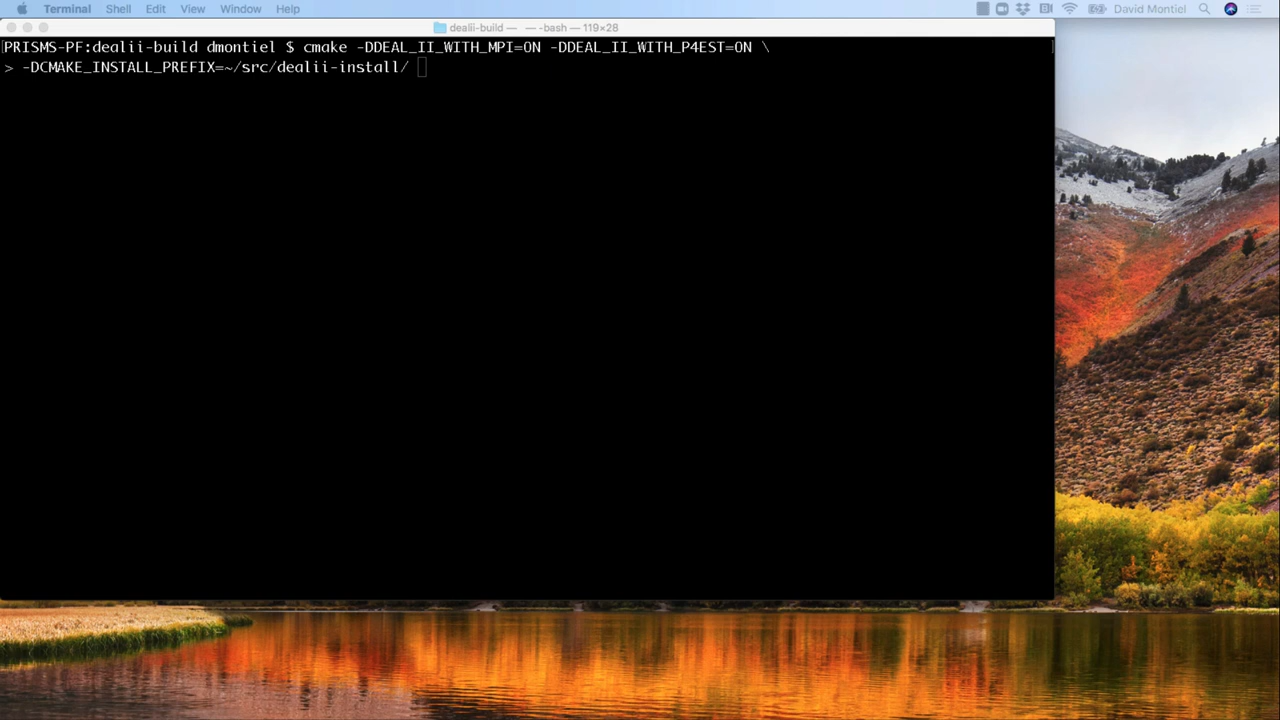 Terminal Shell Edit View Window Help David Montiel
dealii-build — — -bash — 119×28
PRISMS-PF:dealii-build dmontiel $ cmake -DDEAL_II_WITH_MPI=ON -DDEAL_II_WITH_P4EST=ON \
> -DCMAKE_INSTALL_PREFIX=~/src/dealii-install/